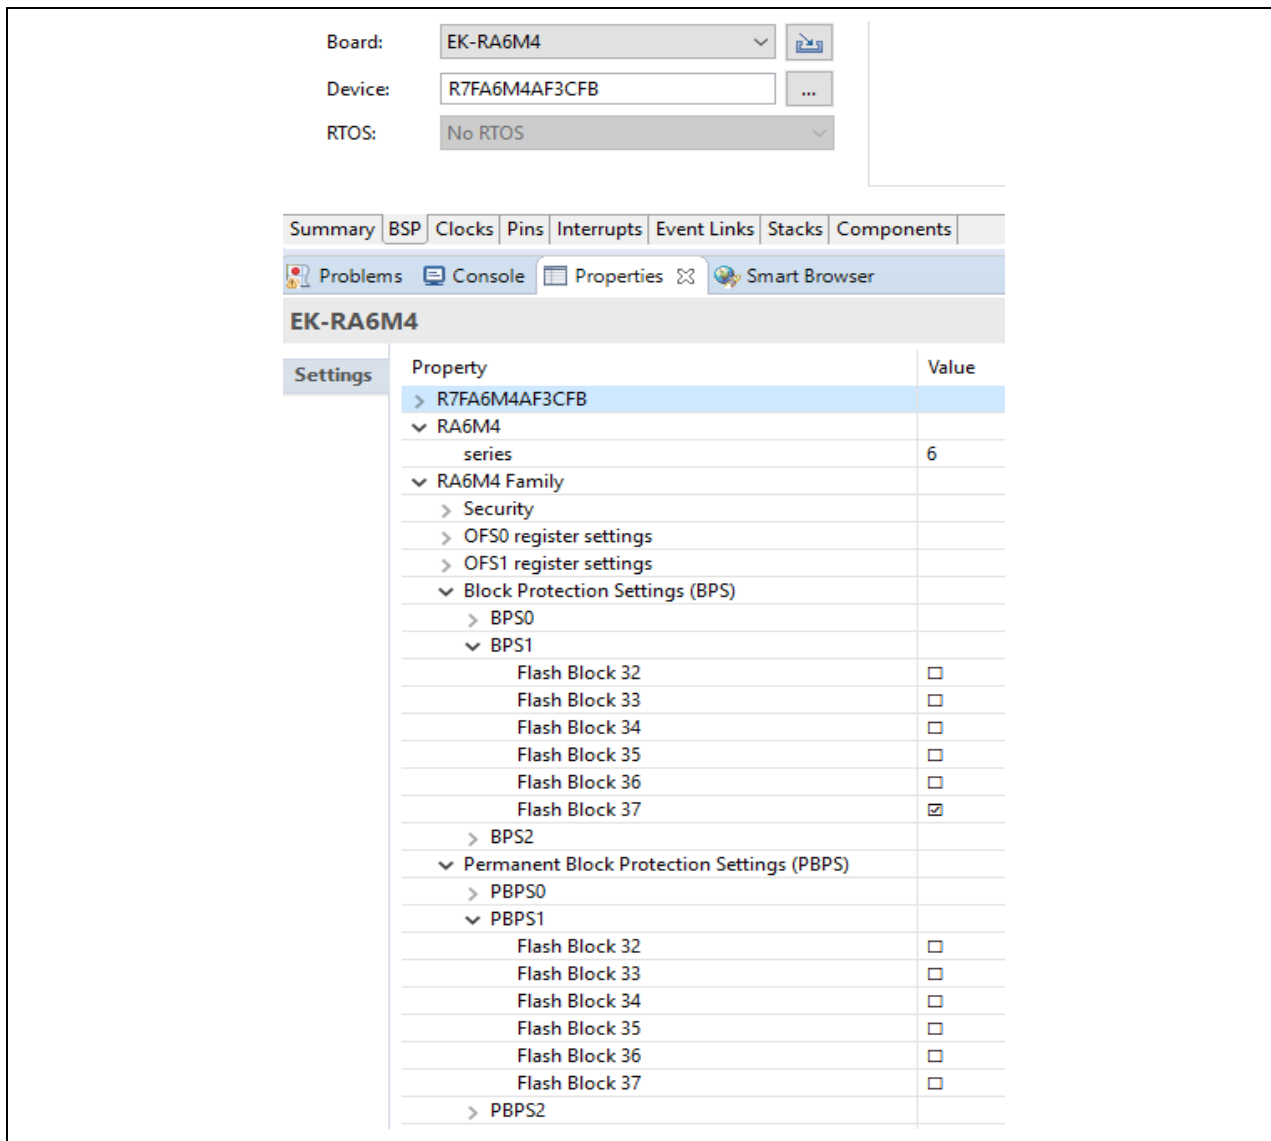 Board: EK-RA6M4
Device: R7FA6M4AF3CFB ...
RTOS: No RTOS
Summary BSP Clocks Pins Interrupts Event Links Stacks Components
Problems Console Properties Smart Browser
EK-RA6M4
Settings
Property Value
R7FA6M4AF3CFB
RA6M4
series 6
RA6M4 Family
Security
OFS0 register settings
OFS1 register settings
Block Protection Settings (BPS)
BPS0
BPS1
Flash Block 32
Flash Block 33
Flash Block 34
Flash Block 35
Flash Block 36
Flash Block 37
BPS2
Permanent Block Protection Settings (PBPS)
PBPS0
PBPS1
Flash Block 32
Flash Block 33
Flash Block 34
Flash Block 35
Flash Block 36
Flash Block 37
PBPS2